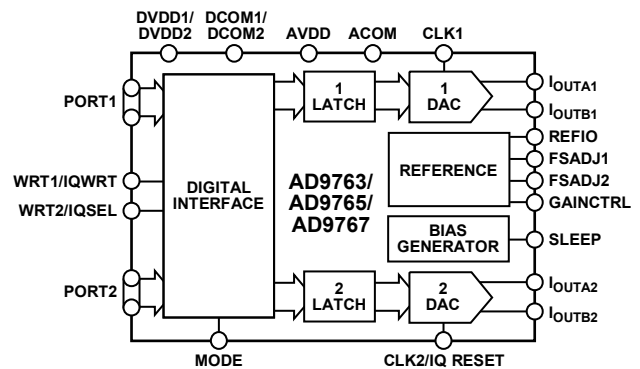 DVDD1/
DVDD2
DCOM1/
DCOM2
AVDD
ACOM
CLK1
PORT1
WRT1/IQWRT
WRT2/IQSEL
PORT2
DIGITAL
INTERFACE
1
LATCH
1
DAC
REFERENCE
AD9763/
AD9765/
AD9767
BIAS
GENERATOR
2
LATCH
2
DAC
IOUTA1
IOUTB1
REFIO
FSADJ1
FSADJ2
GAINCTRL
SLEEP
IOUTA2
IOUTB2
MODE
CLK2/IQ RESET